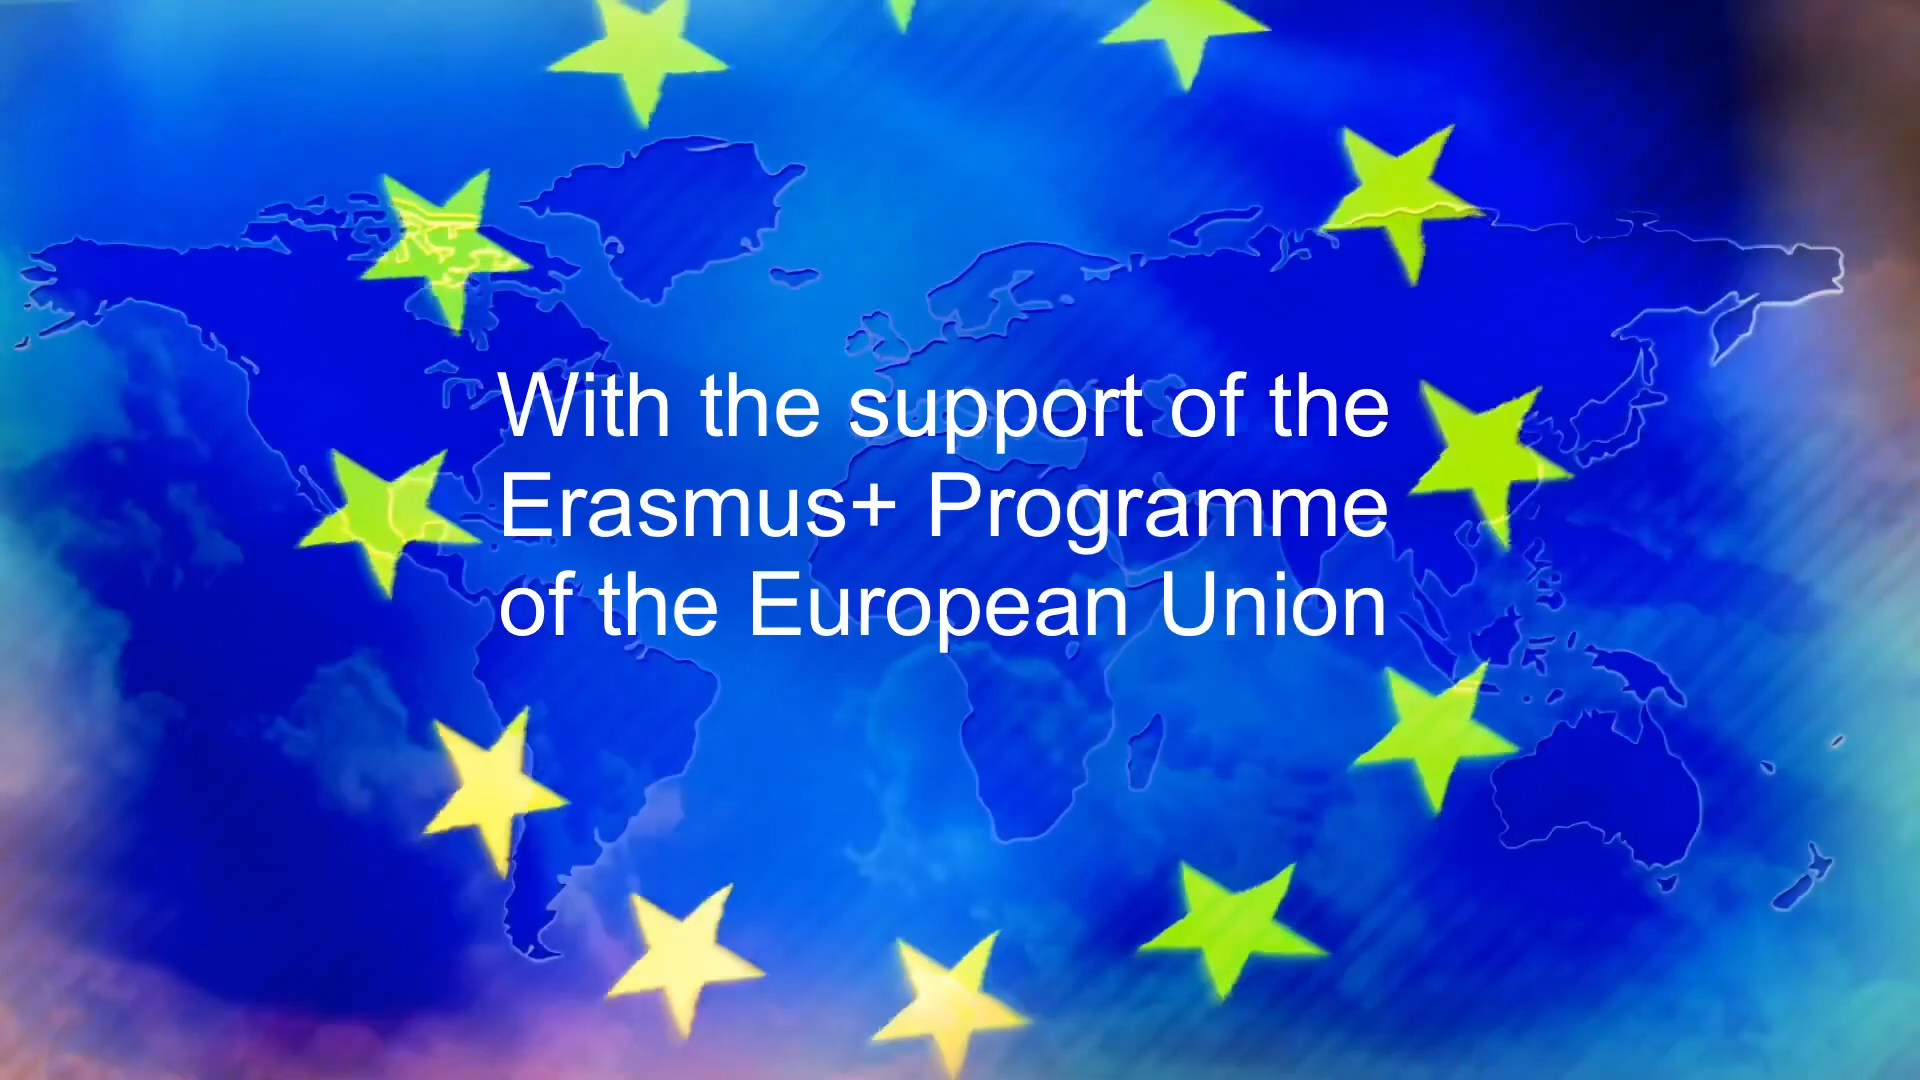 With the support of the
Erasmus+ Programme
of the European Union